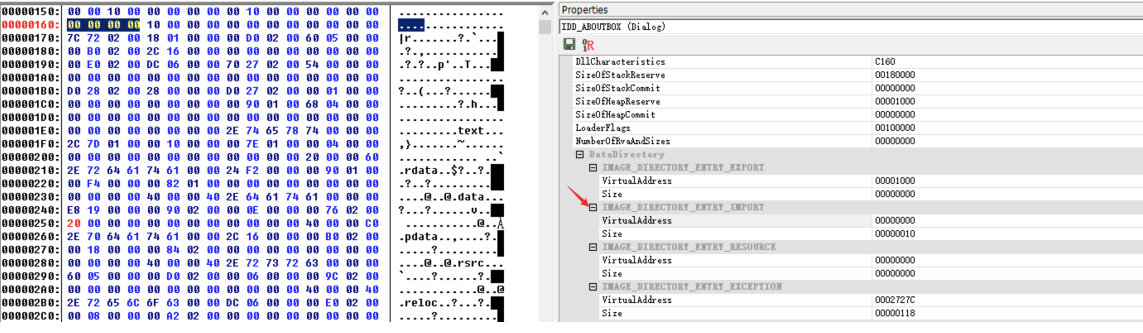 00000150: 00 00 10 00 00 00 00 00 00 10 00 00 00 00 00 00
00000160: 00 00 00 00 10 00 00 00 00 00 00 00 00 00 00 00
00000170: 7C 72 02 00 18 01 00 00 00 D0 02 00 60 05 00 00
00000180: 00 B0 02 00 2C 16 00 00 00 00 00 00 00 00 00 00
00000190: 00 E0 02 00 DC 06 00 00 70 27 02 00 54 00 00 00
000001A0: 00 00 00 00 00 00 00 00 00 00 00 00 00 00 00 00
000001B0: D0 28 02 00 28 00 00 00 D0 27 02 00 00 01 00 00
000001C0: 00 00 00 00 00 00 00 00 00 90 01 00 68 04 00 00
000001D0: 00 00 00 00 00 00 00 00 00 00 00 00 00 00 00 00
000001E0: 00 00 00 00 00 00 00 00 2E 74 65 78 74 00 00 00
000001F0: 2C 7D 01 00 00 10 00 00 00 7E 01 00 00 04 00 00
00000200: 00 00 00 00 00 00 00 00 00 00 00 00 20 00 00 60
00000210: 2E 72 64 61 74 61 00 00 24 F2 00 00 00 90 01 00
00000220: 00 F4 00 00 00 82 01 00 00 00 00 00 00 00 00 00
00000230: 00 00 00 00 40 00 00 40 2E 64 61 74 61 00 00 00
00000240: E8 19 00 00 00 90 02 00 00 0E 00 00 00 76 02 00
00000250: 20 00 00 00 00 00 00 00 00 00 00 00 40 00 00 C0
00000260: 2E 70 64 61 74 61 00 00 2C 16 00 00 00 B0 02 00
00000270: 00 18 00 00 00 84 02 00 00 00 00 00 00 00 00 00
00000280: 00 00 00 00 40 00 00 40 2E 72 73 72 63 00 00 00
00000290: 60 05 00 00 00 D0 02 00 00 06 00 00 00 9C 02 00
000002A0: 00 00 00 00 00 00 00 00 00 00 00 00 40 00 00 40
000002B0: 2E 72 65 6C 6F 63 00 00 DC 06 00 00 00 E0 02 00
000002C0: 00 08 00 00 00 A2 02 00 00 00 00 00 00 00 00 00
Properties
IDD_ABOUTBOX (Dialog)
DllCharacteristics C160
SizeOfStackReserve 00180000
SizeOfStackCommit 00000000
SizeOfHeapReserve 00001000
SizeOfHeapCommit 00000000
LoaderFlags 00100000
NumberOfRvaAndSizes 00000000
DataDirectory
IMAGE_DIRECTORY_ENTRY_EXPORT
VirtualAddress 00001000
Size 00000000
IMAGE_DIRECTORY_ENTRY_IMPORT
VirtualAddress 00000000
Size 00000010
IMAGE_DIRECTORY_ENTRY_RESOURCE
VirtualAddress 00000000
Size 00000000
IMAGE_DIRECTORY_ENTRY_EXCEPTION
VirtualAddress 0002727C
Size 00000118